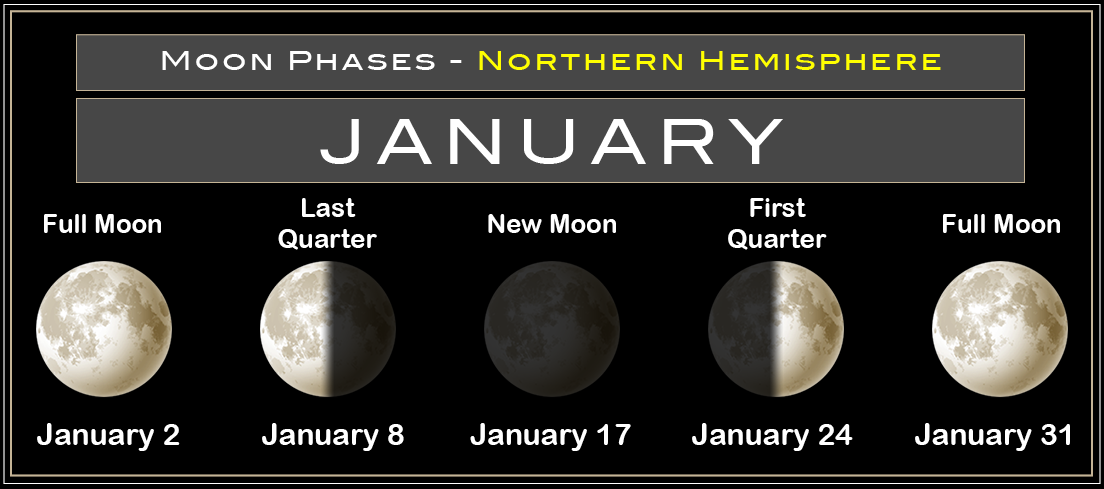 Moon Phases - Northern Hemisphere
JANUARY
Full Moon
Last
Quarter
New Moon
First
Quarter
Full Moon
January 2
January 8
January 17
January 24
January 31